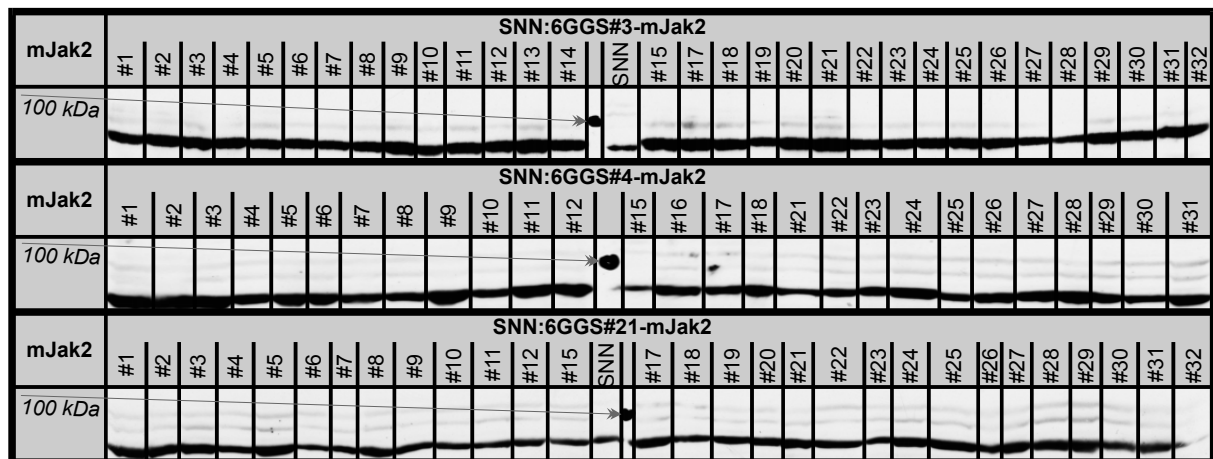 SNN:6GGS#3-mJak2
mJak2 #1 #2 #3 #4 #5 #6 #7 #8 #9 #10 #11 #12 #13 #14 SNN #15 #17 #18 #19 #20 #21 #22 #23 #24 #25 #26 #27 #28 #29 #30 #31 #32
100 kDa
SNN:6GGS#4-mJak2
mJak2 #1 #2 #3 #4 #5 #6 #7 #8 #9 #10 #11 #12 #15 #16 #17 #18 #21 #22 #23 #24 #25 #26 #27 #28 #29 #30 #31
100 kDa
SNN:6GGS#21-mJak2
mJak2 #1 #2 #3 #4 #5 #6 #7 #8 #9 #10 #11 #12 #15 SNN #17 #18 #19 #20 #21 #22 #23 #24 #25 #26 #27 #28 #29 #30 #31 #32
100 kDa